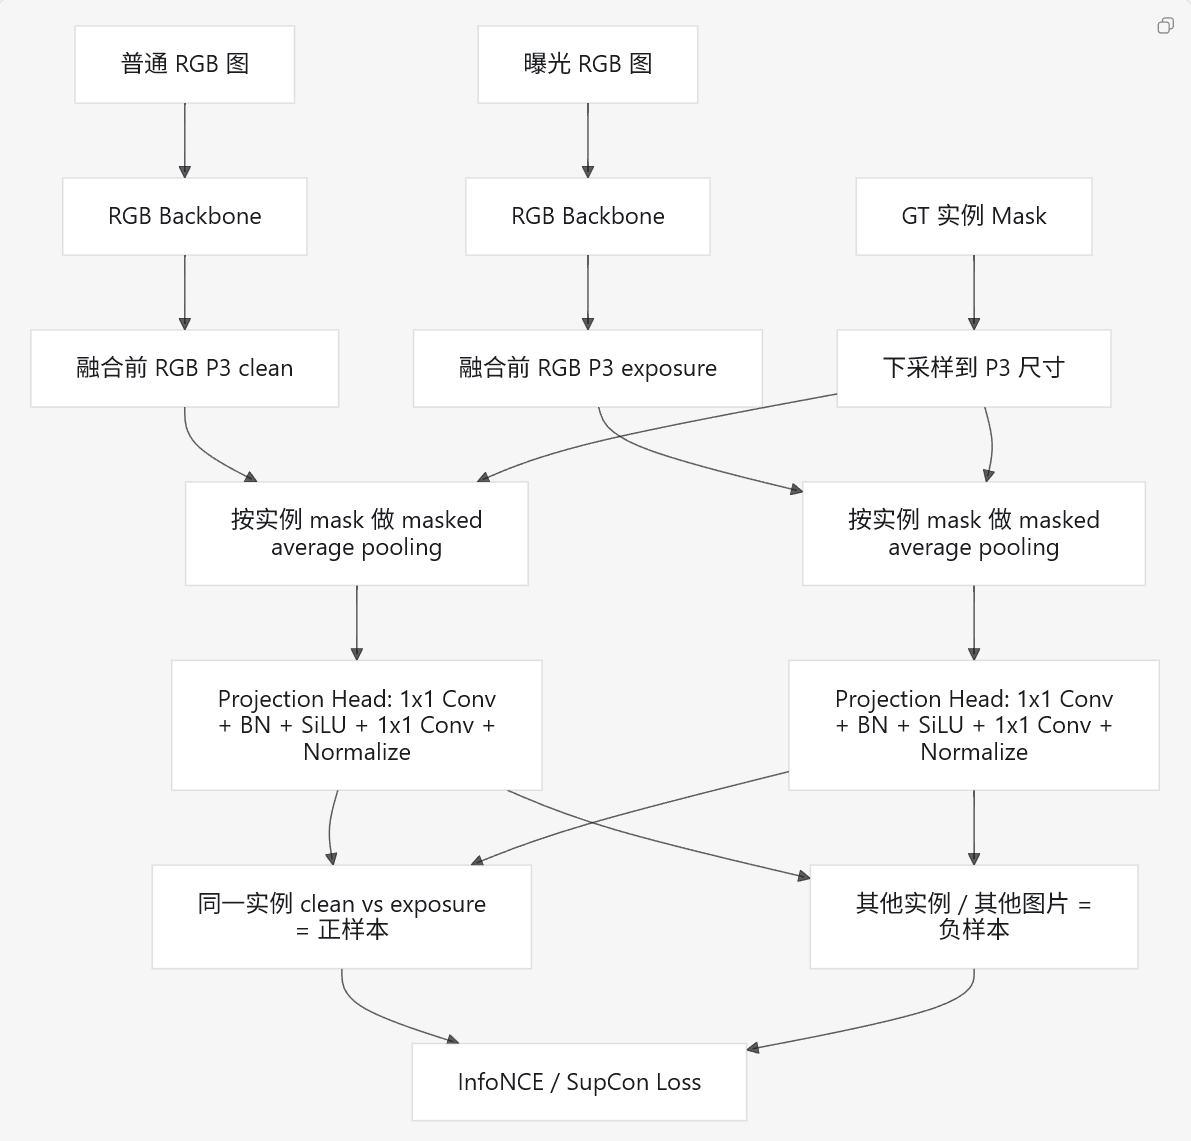 普通 RGB 图
曝光 RGB 图
RGB Backbone
RGB Backbone
GT 实例 Mask
融合前 RGB P3 clean
融合前 RGB P3 exposure
下采样到 P3 尺寸
按实例 mask 做 masked
average pooling
按实例 mask 做 masked
average pooling
Projection Head: 1x1 Conv
+ BN + SiLU + 1x1 Conv +
Normalize
Projection Head: 1x1 Conv
+ BN + SiLU + 1x1 Conv +
Normalize
同一实例 clean vs exposure
= 正样本
其他实例 / 其他图片 =
负样本
InfoNCE / SupCon Loss